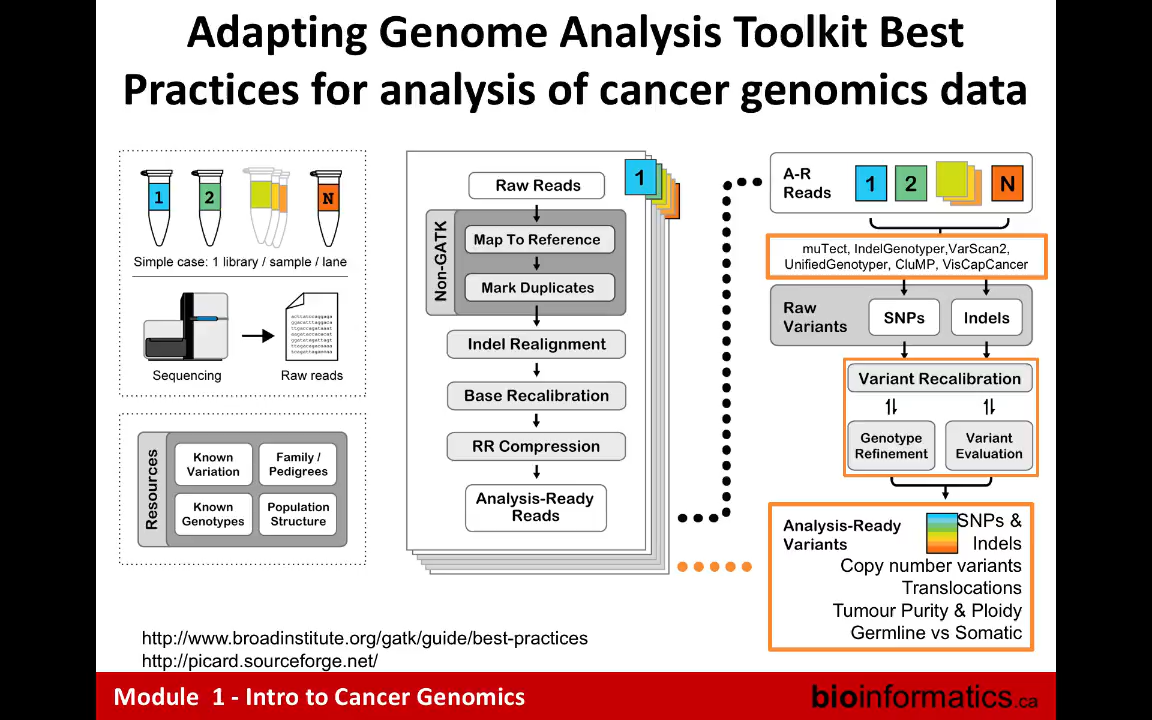 Adapting Genome Analysis Toolkit Best
Practices for analysis of cancer genomics data
1
2
N
Simple case: 1 library / sample / lane
Sequencing
Raw reads
Resources
Known
Variation
Family /
Pedigrees
Known
Genotypes
Population
Structure
1
Raw Reads
Non-GATK
Map To Reference
Mark Duplicates
Indel Realignment
Base Recalibration
RR Compression
Analysis-Ready
Reads
A-R
Reads
1
2
N
muTect, IndelGenotyper,VarScan2,
UnifiedGenotyper, CluMP, VisCapCancer
Raw
Variants
SNPs
Indels
Variant Recalibration
Genotype
Refinement
Variant
Evaluation
Analysis-Ready
Variants
SNPs &
Indels
Copy number variants
Translocations
Tumour Purity & Ploidy
Germline vs Somatic
http://www.broadinstitute.org/gatk/guide/best-practices
http://picard.sourceforge.net/
Module 1 - Intro to Cancer Genomics
bioinformatics.ca